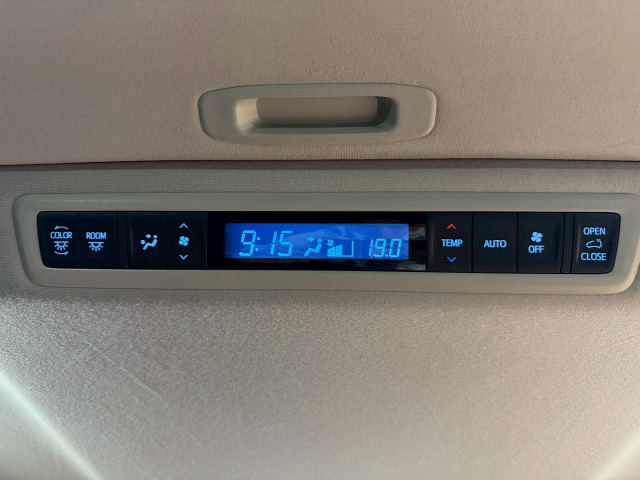 COLOR
ROOM
9:15
19.0
TEMP
AUTO
OFF
OPEN
CLOSE